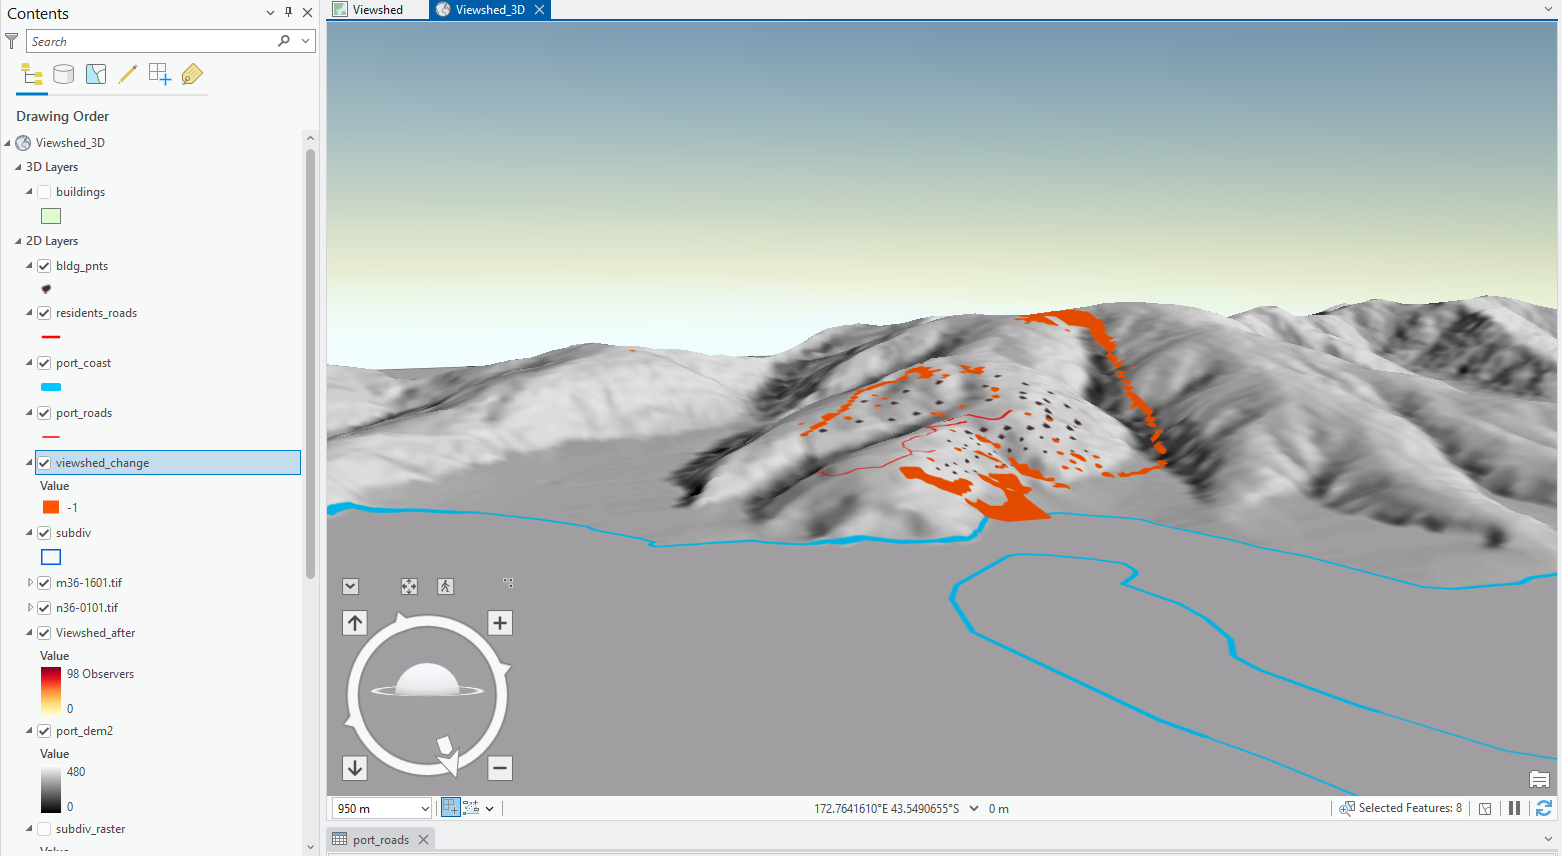 Contents
Viewshed
Viewshed_3D
Search
Drawing Order
Viewshed_3D
3D Layers
buildings
2D Layers
bldg_pnts
residents_roads
port_coast
port_roads
viewshed_change
Value
-1
subdiv
m36-1601.tif
n36-0101.tif
Viewshed_after
Value
98 Observers
0
port_dem2
Value
480
0
subdiv_raster
Value
950 m
172.7641610°E 43.5490655°S
0 m
Selected Features: 8
port_roads